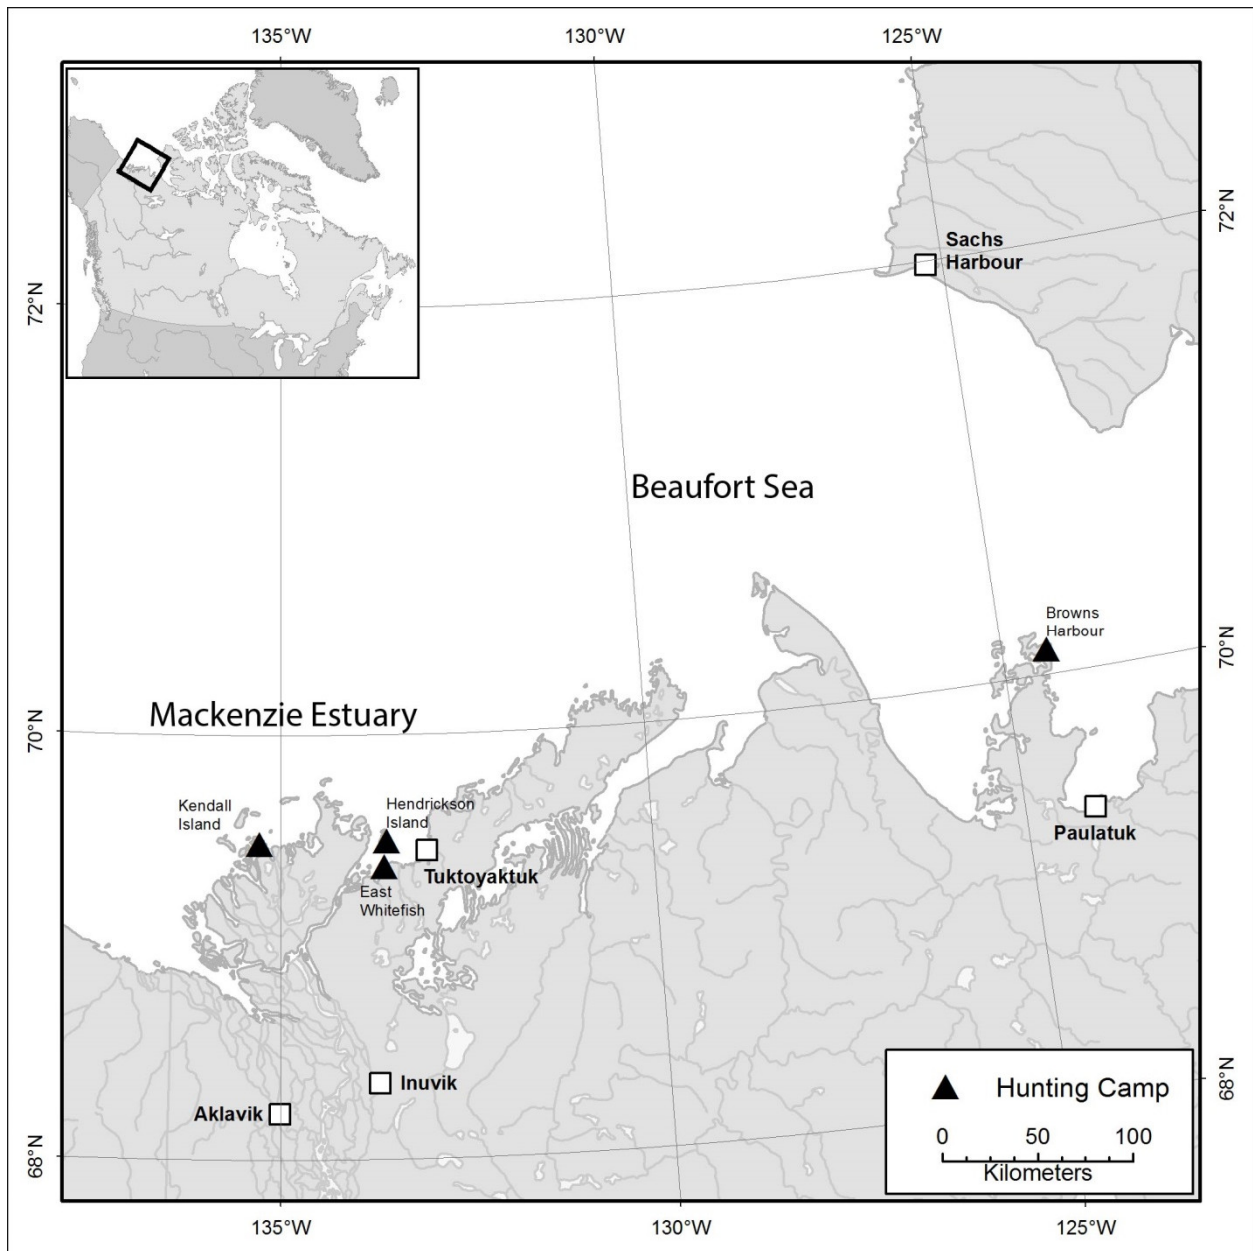 135°W
130°W
125°W
72°N
72°N
Sachs
Harbour
Beaufort Sea
Browns
Harbour
70°N
70°N
Mackenzie Estuary
Kendall
Island
Hendrickson
Island
Tuktoyaktuk
East
Whitefish
Paulatuk
Inuvik
Aklavik
68°N
68°N
Hunting Camp
0 50 100
Kilometers
135°W
130°W
125°W